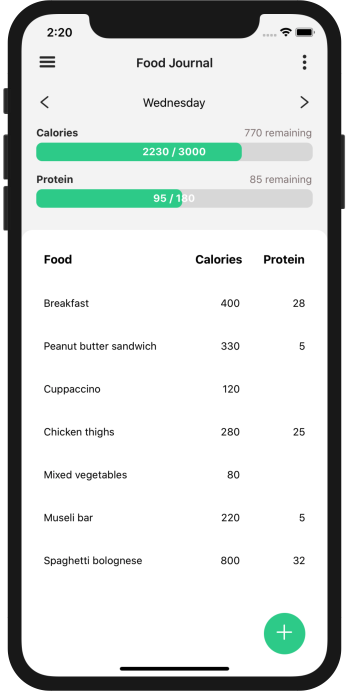 2:20
Food Journal
Wednesday
Calories 770 remaining
2230 / 3000
Protein 85 remaining
95 / 180
Food Calories Protein
Breakfast 400 28
Peanut butter sandwich 330 5
Cuppaccino 120
Chicken thighs 280 25
Mixed vegetables 80
Museli bar 220 5
Spaghetti bolognese 800 32